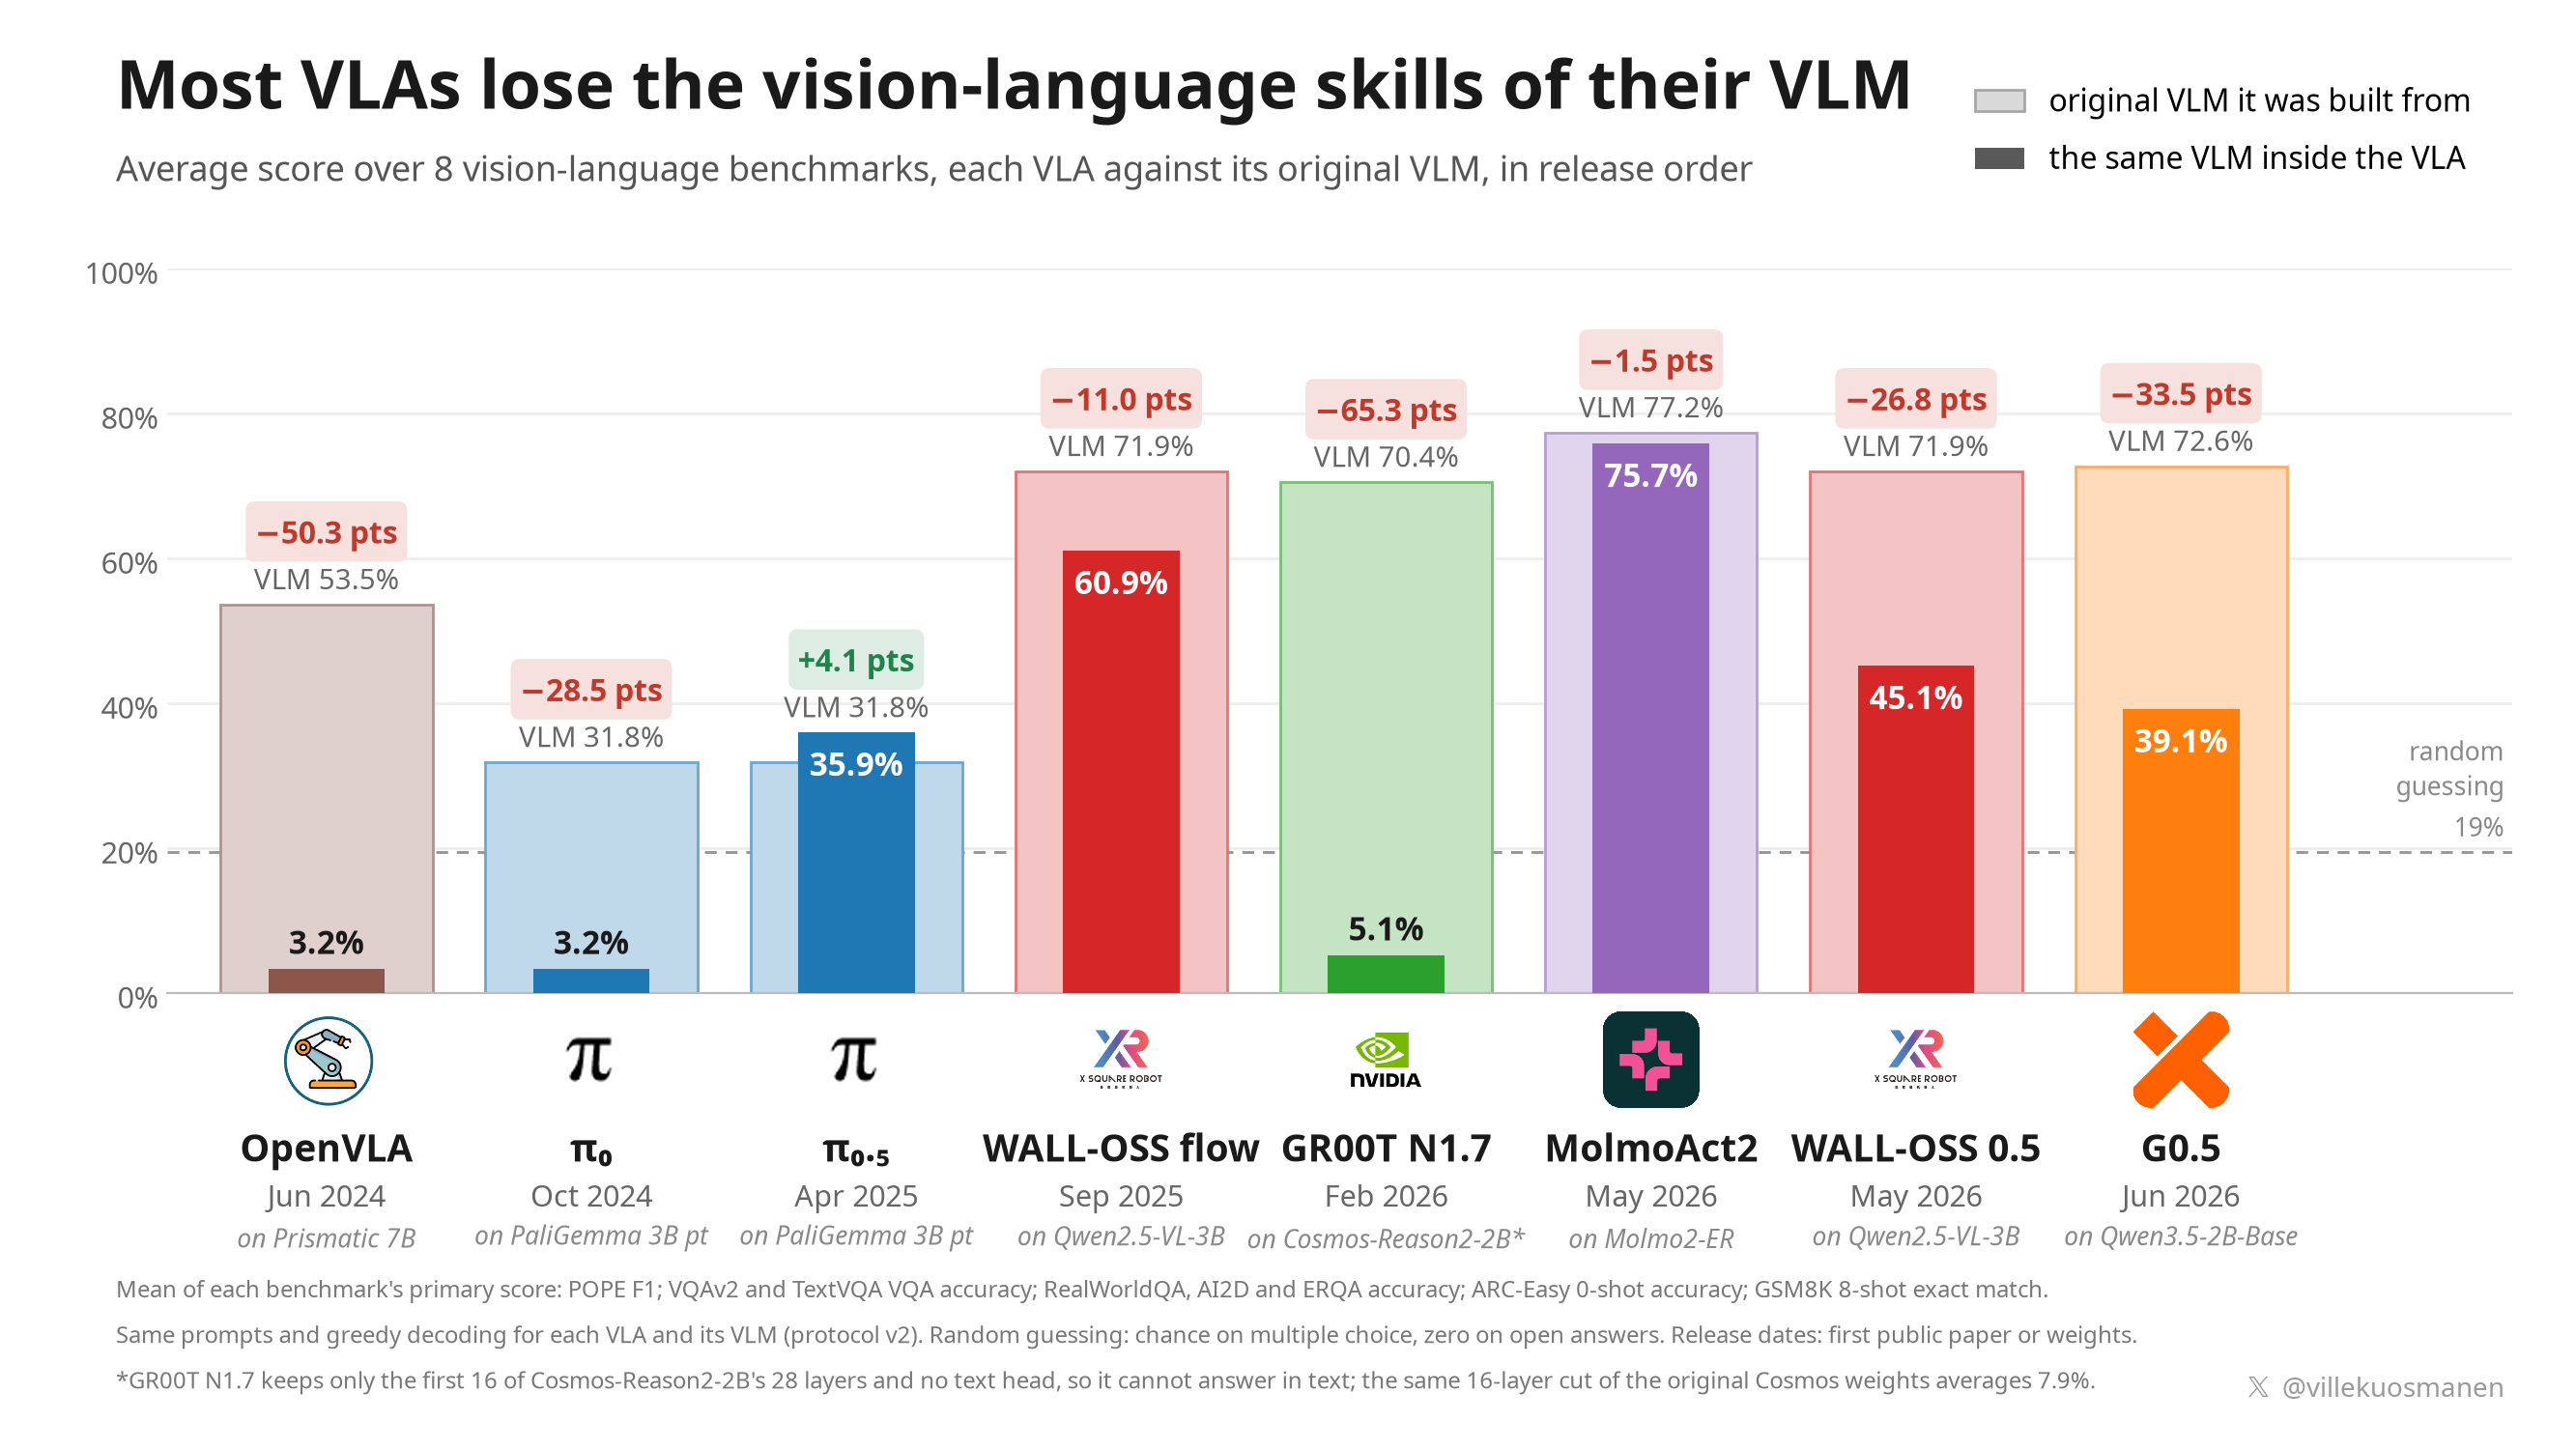 Most VLAs lose the vision-language skills of their VLM
Average score over 8 vision-language benchmarks, each VLA against its original VLM, in release order
original VLM it was built from
the same VLM inside the VLA
100%
80%
60%
40%
20%
0%
−50.3 pts
VLM 53.5%
3.2%
−28.5 pts
VLM 31.8%
3.2%
+4.1 pts
VLM 31.8%
35.9%
−11.0 pts
VLM 71.9%
60.9%
−65.3 pts
VLM 70.4%
5.1%
−1.5 pts
VLM 77.2%
75.7%
−26.8 pts
VLM 71.9%
45.1%
−33.5 pts
VLM 72.6%
39.1%
random
guessing
19%
π
π
X SQUARE ROBOT
NVIDIA
X SQUARE ROBOT
OpenVLA
Jun 2024
on Prismatic 7B
π₀
Oct 2024
on PaliGemma 3B pt
π₀.₅
Apr 2025
on PaliGemma 3B pt
WALL-OSS flow
Sep 2025
on Qwen2.5-VL-3B
GR00T N1.7
Feb 2026
on Cosmos-Reason2-2B*
MolmoAct2
May 2026
on Molmo2-ER
WALL-OSS 0.5
May 2026
on Qwen2.5-VL-3B
G0.5
Jun 2026
on Qwen3.5-2B-Base
Mean of each benchmark's primary score: POPE F1; VQAv2 and TextVQA VQA accuracy; RealWorldQA, AI2D and ERQA accuracy; ARC-Easy 0-shot accuracy; GSM8K 8-shot exact match.
Same prompts and greedy decoding for each VLA and its VLM (protocol v2). Random guessing: chance on multiple choice, zero on open answers. Release dates: first public paper or weights.
*GR00T N1.7 keeps only the first 16 of Cosmos-Reason2-2B's 28 layers and no text head, so it cannot answer in text; the same 16-layer cut of the original Cosmos weights averages 7.9%.
𝕏 @villekuosmanen